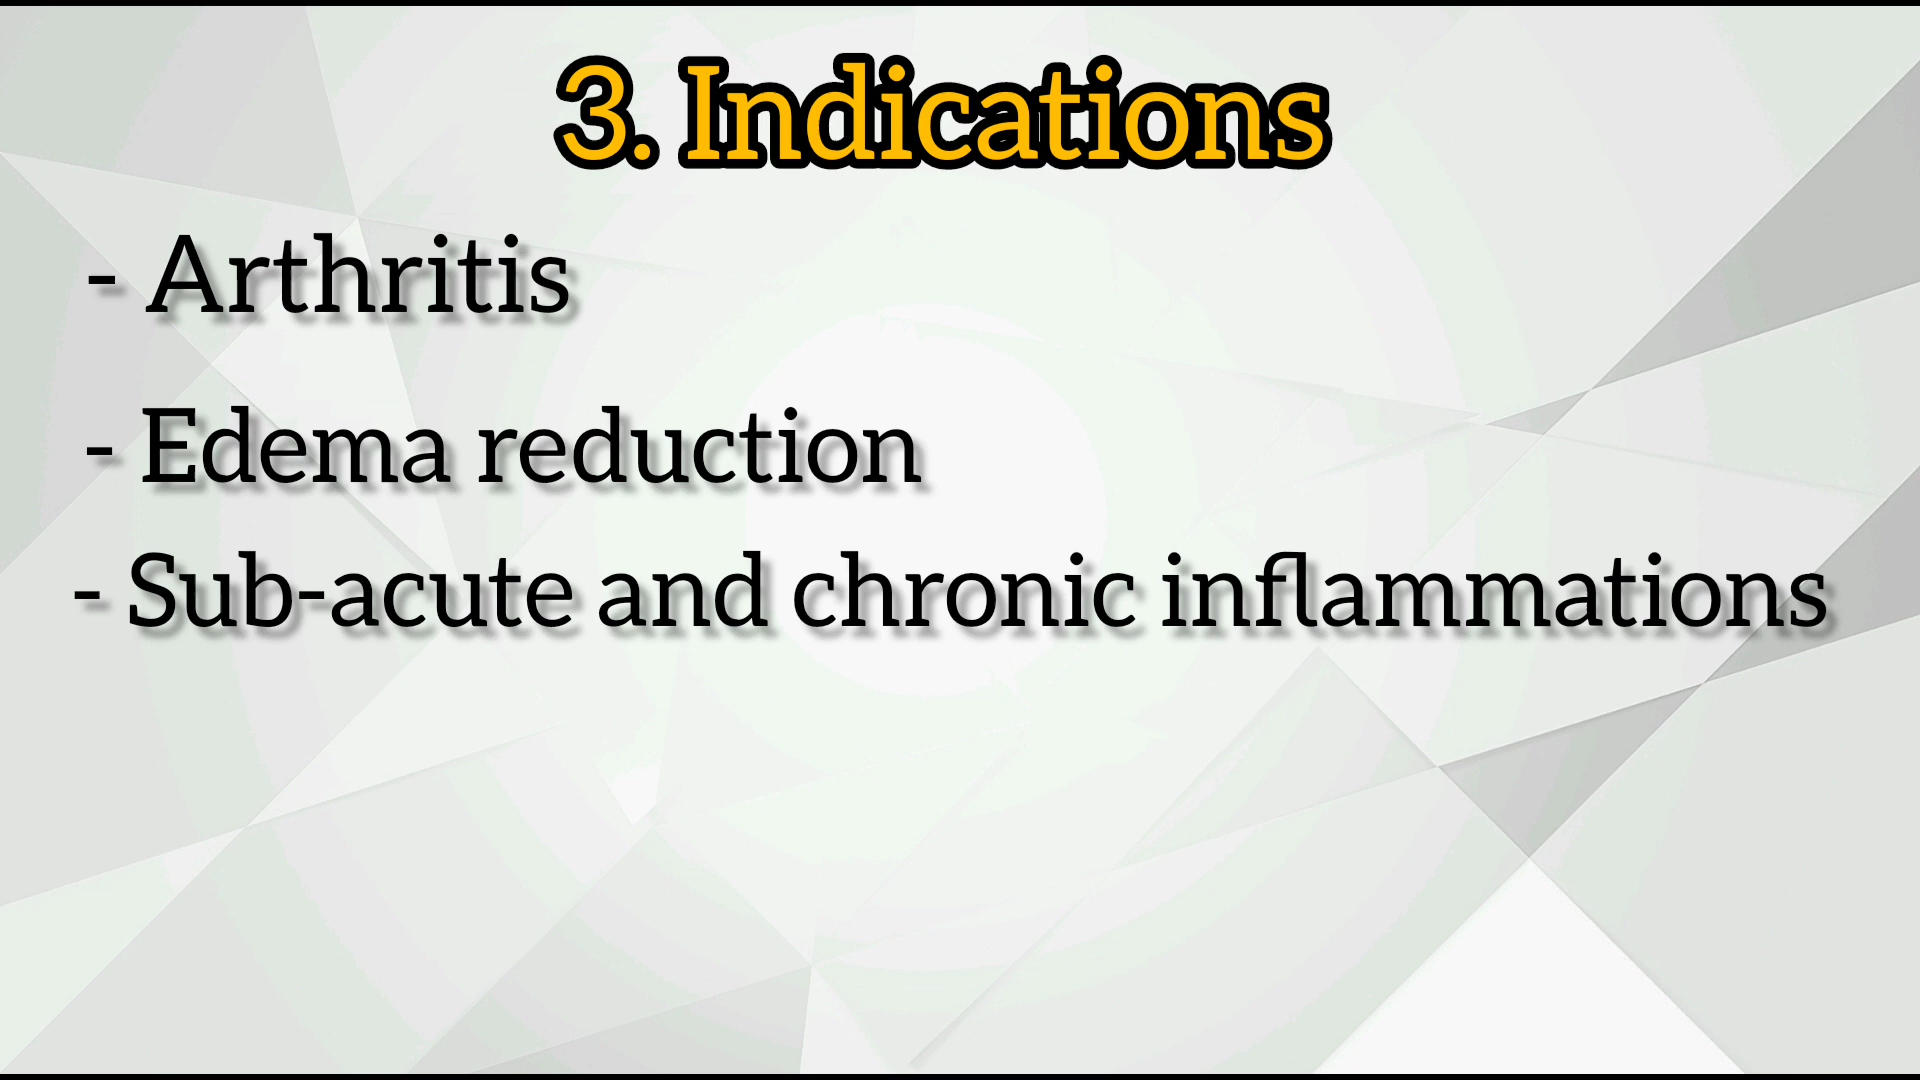 3. Indications
- Arthritis
- Edema reduction
- Sub-acute and chronic inflammations